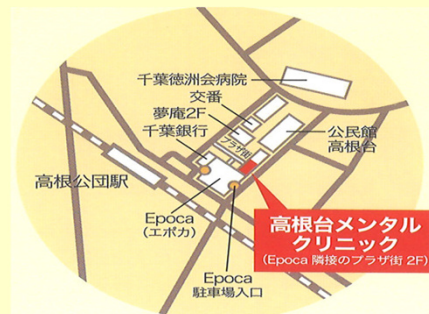 千葉徳洲会病院
交番
夢庵2F
千葉銀行
プラザ街
公民館
高根台
高根公団駅
Epoca
(エポカ)
高根台メンタル
クリニック
(Epoca 隣接のプラザ街 2F)
Epoca
駐車場入口